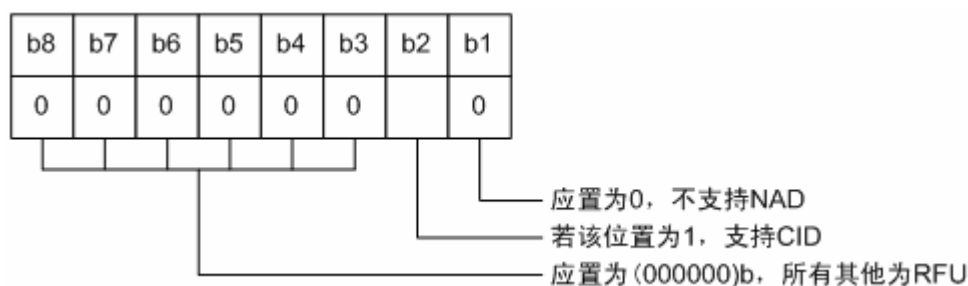 b8 b7 b6 b5 b4 b3 b2 b1
0 0 0 0 0 0 0
应置为0，不支持NAD
若该位置为1，支持CID
应置为(000000)b，所有其他为RFU